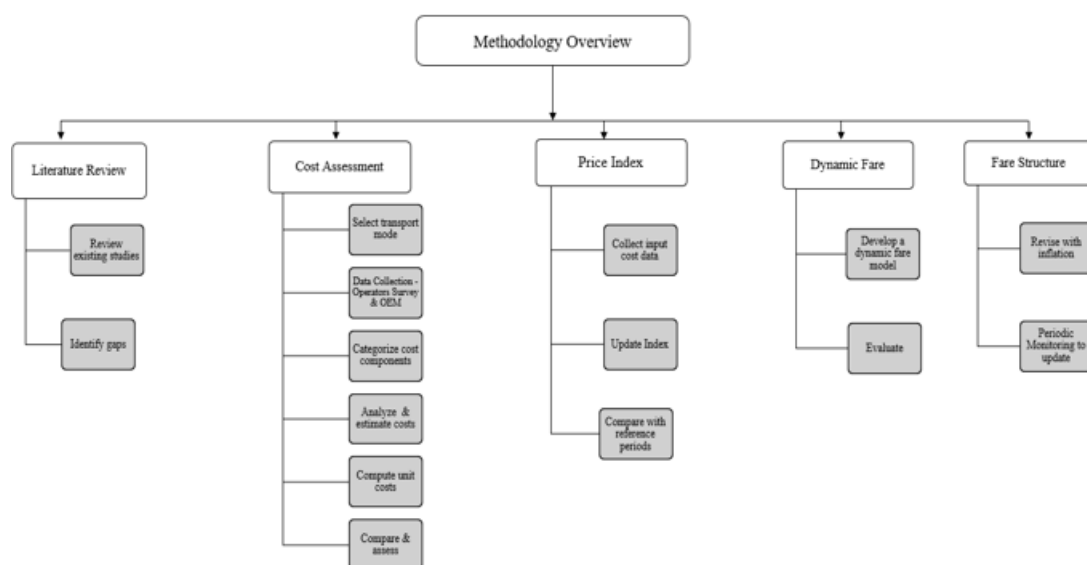 Methodology Overview
Literature Review
Review
existing studies
Identify gaps
Cost Assessment
Select transport
mode
Data Collection -
Operators Survey
& OEM
Categorize cost
components
Analyze & 
estimate costs
Compute unit
costs
Compare &
assess
Price Index
Collect input
cost data
Update Index
Compare with
reference
periods
Dynamic Fare
Develop a
dynamic fare
model
Evaluate
Fare Structure
Revise with
inflation
Periodic
Monitoring to
update